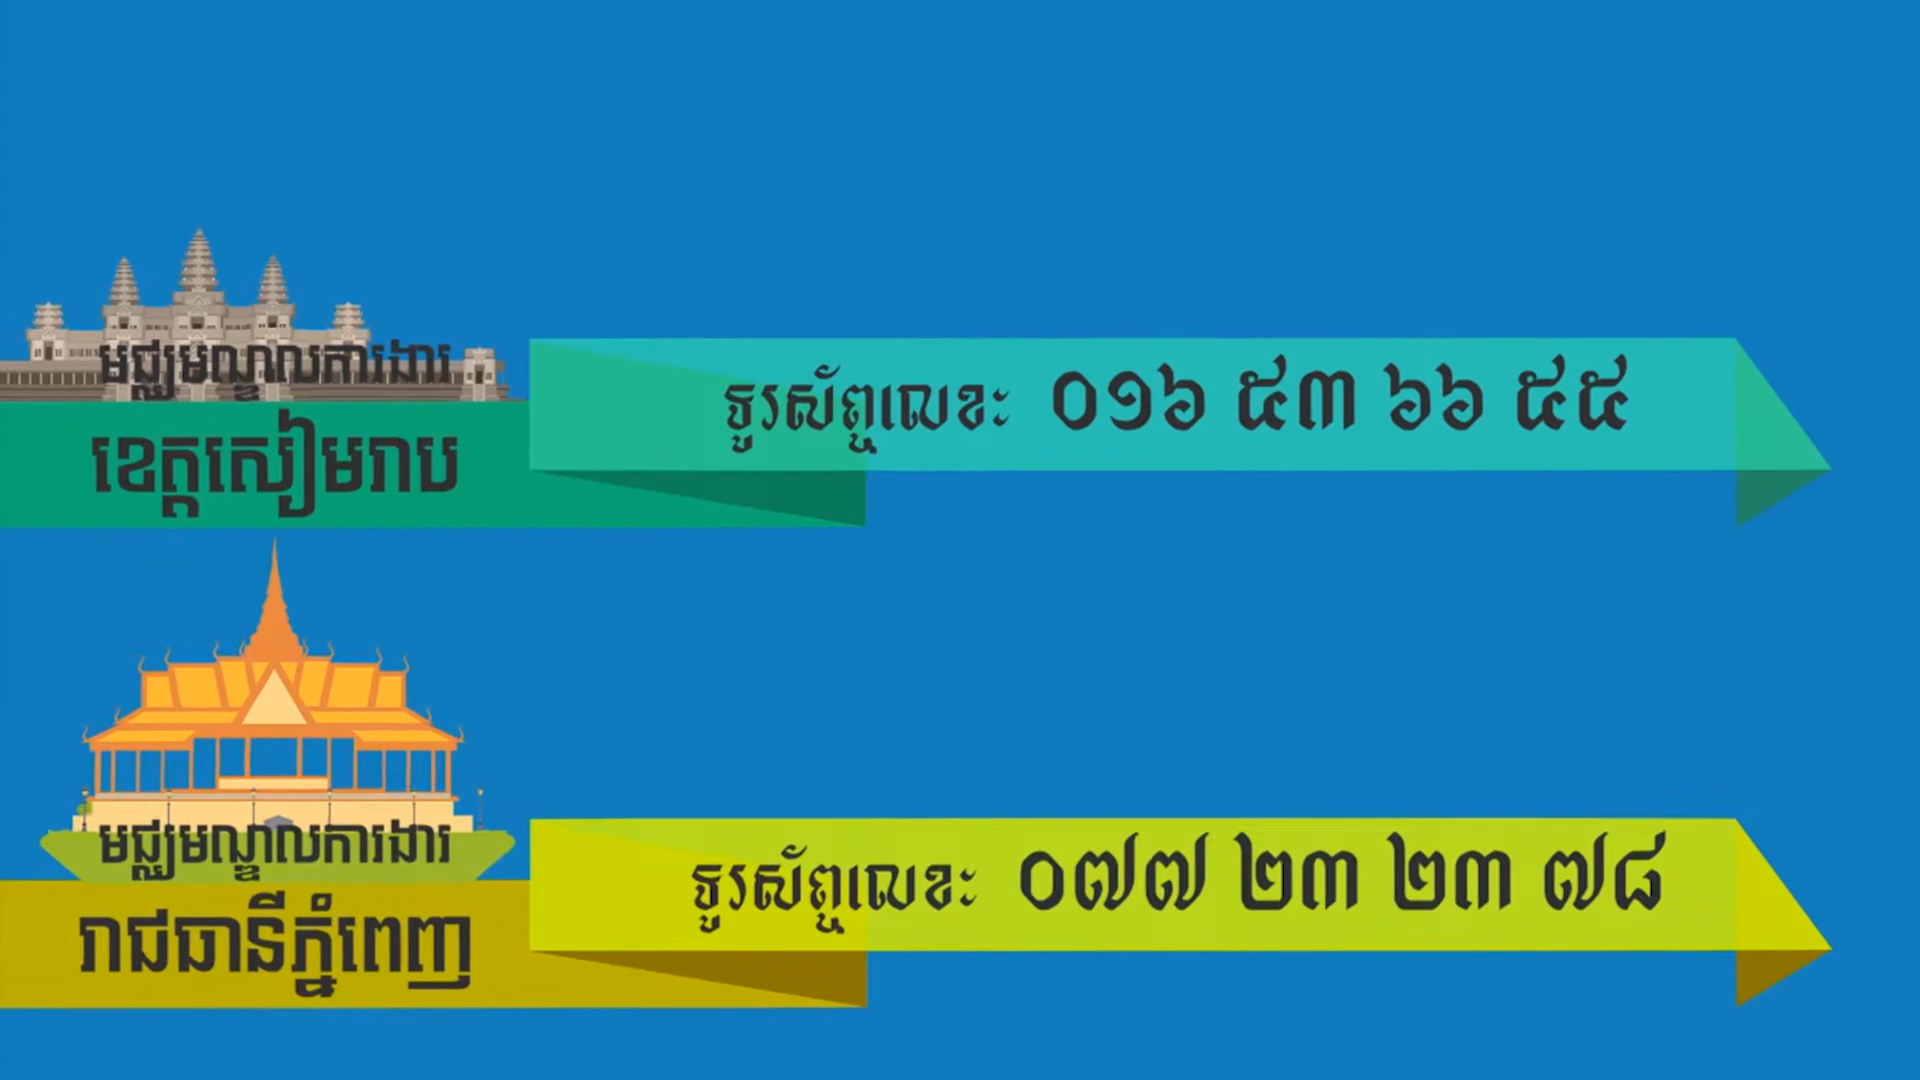 មជ្ឈមណ្ឌលការងារ
ខេត្តសៀមរាប
ទូរស័ព្ទលេខៈ ០១៦ ៥៣ ៦៦ ៥៥
មជ្ឈមណ្ឌលការងារ
រាជធានីភ្នំពេញ
ទូរស័ព្ទលេខៈ ០៧៧ ២៣ ២៣ ៧៨